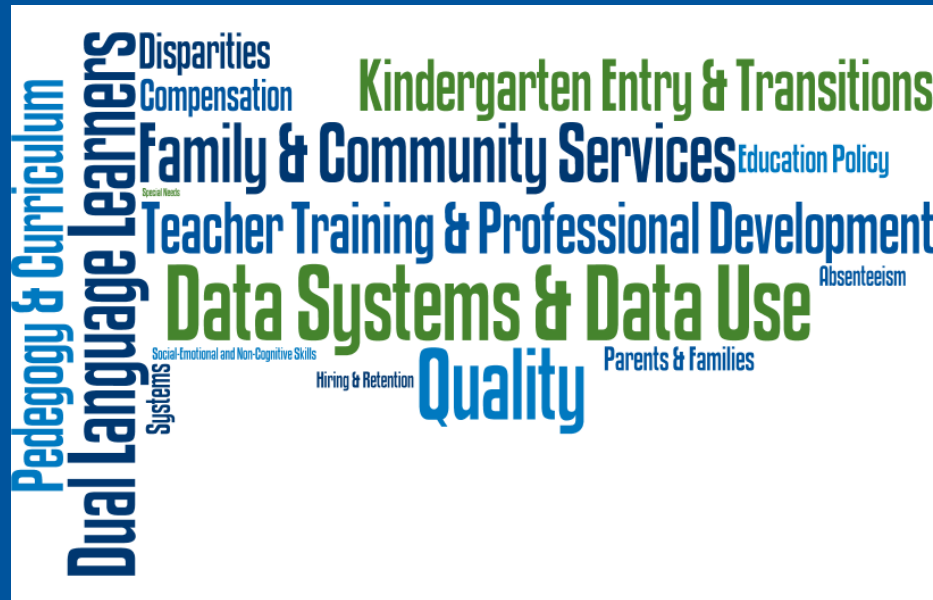 Pedegogy & Curriculum
Dual Language Learners
Disparities
Compensation
Kindergarten Entry & Transitions
Family & Community Services
Education Policy
Special Needs
Teacher Training & Professional Development
Data Systems & Data Use
Absenteeism
Social-Emotional and Non-Cognitive Skills
Systems
Hiring & Retention
Quality
Parents & Families